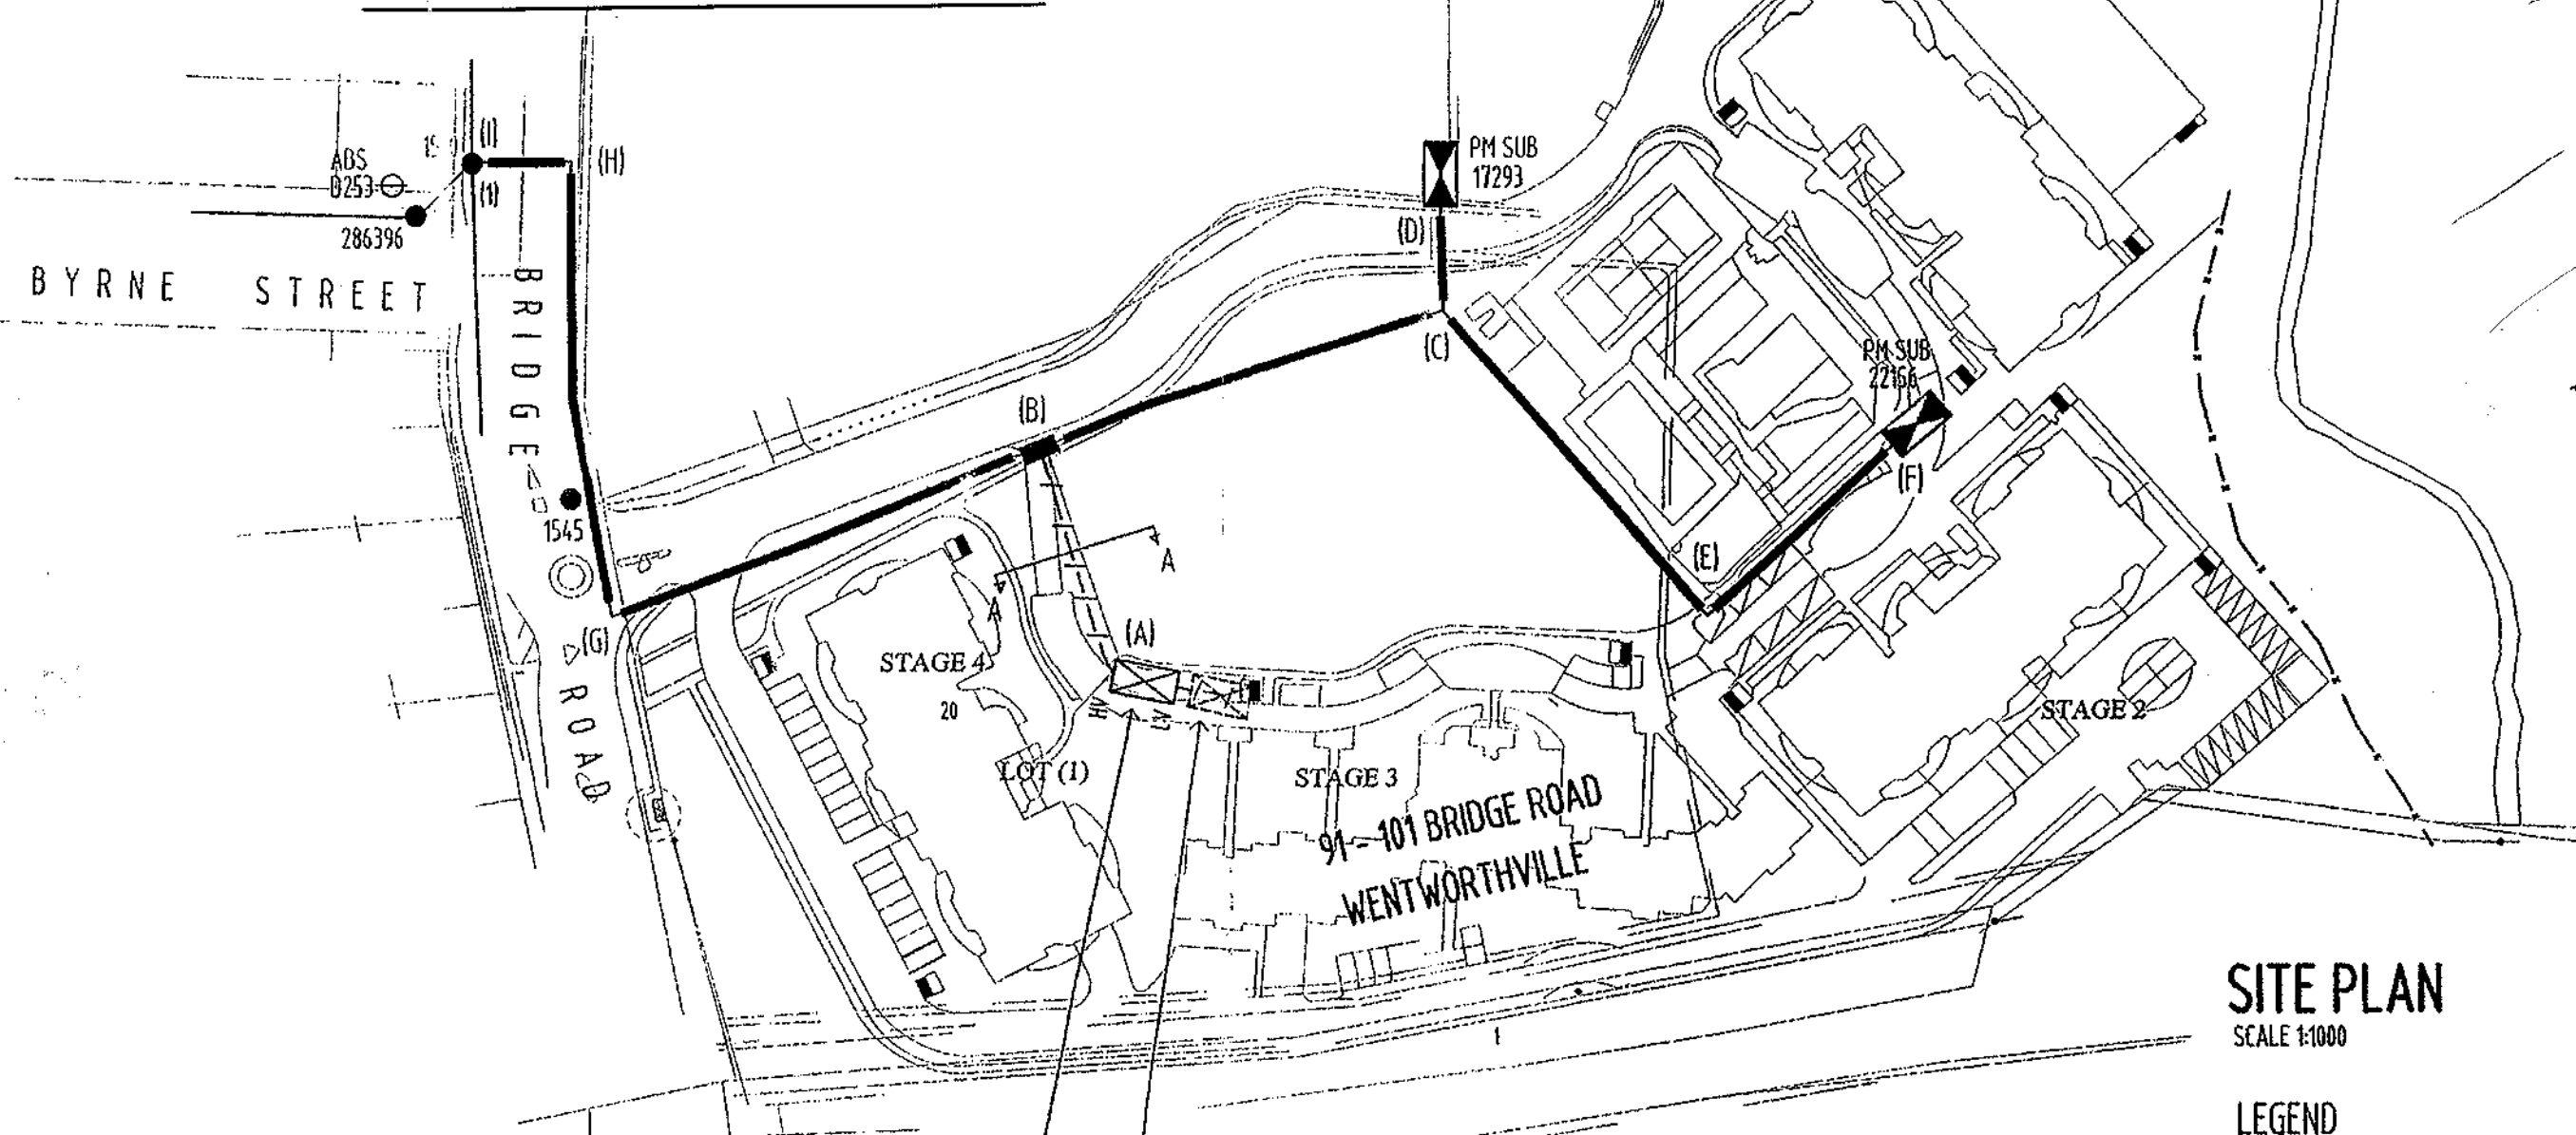 (I)
(H)
ABS
D253
(1)
286396
PM SUB
17293
(D)
BYRNE STREET
BRIDGE ROAD
(C)
PM SUB
22166
(B)
(F)
1545
A
A
(E)
(G)
(A)
STAGE 4
20
HV
LV
LOT (1)
STAGE 3
STAGE 2
91 - 101 BRIDGE ROAD
WENTWORTHVILLE
SITE PLAN
SCALE 1:1000
1
LEGEND